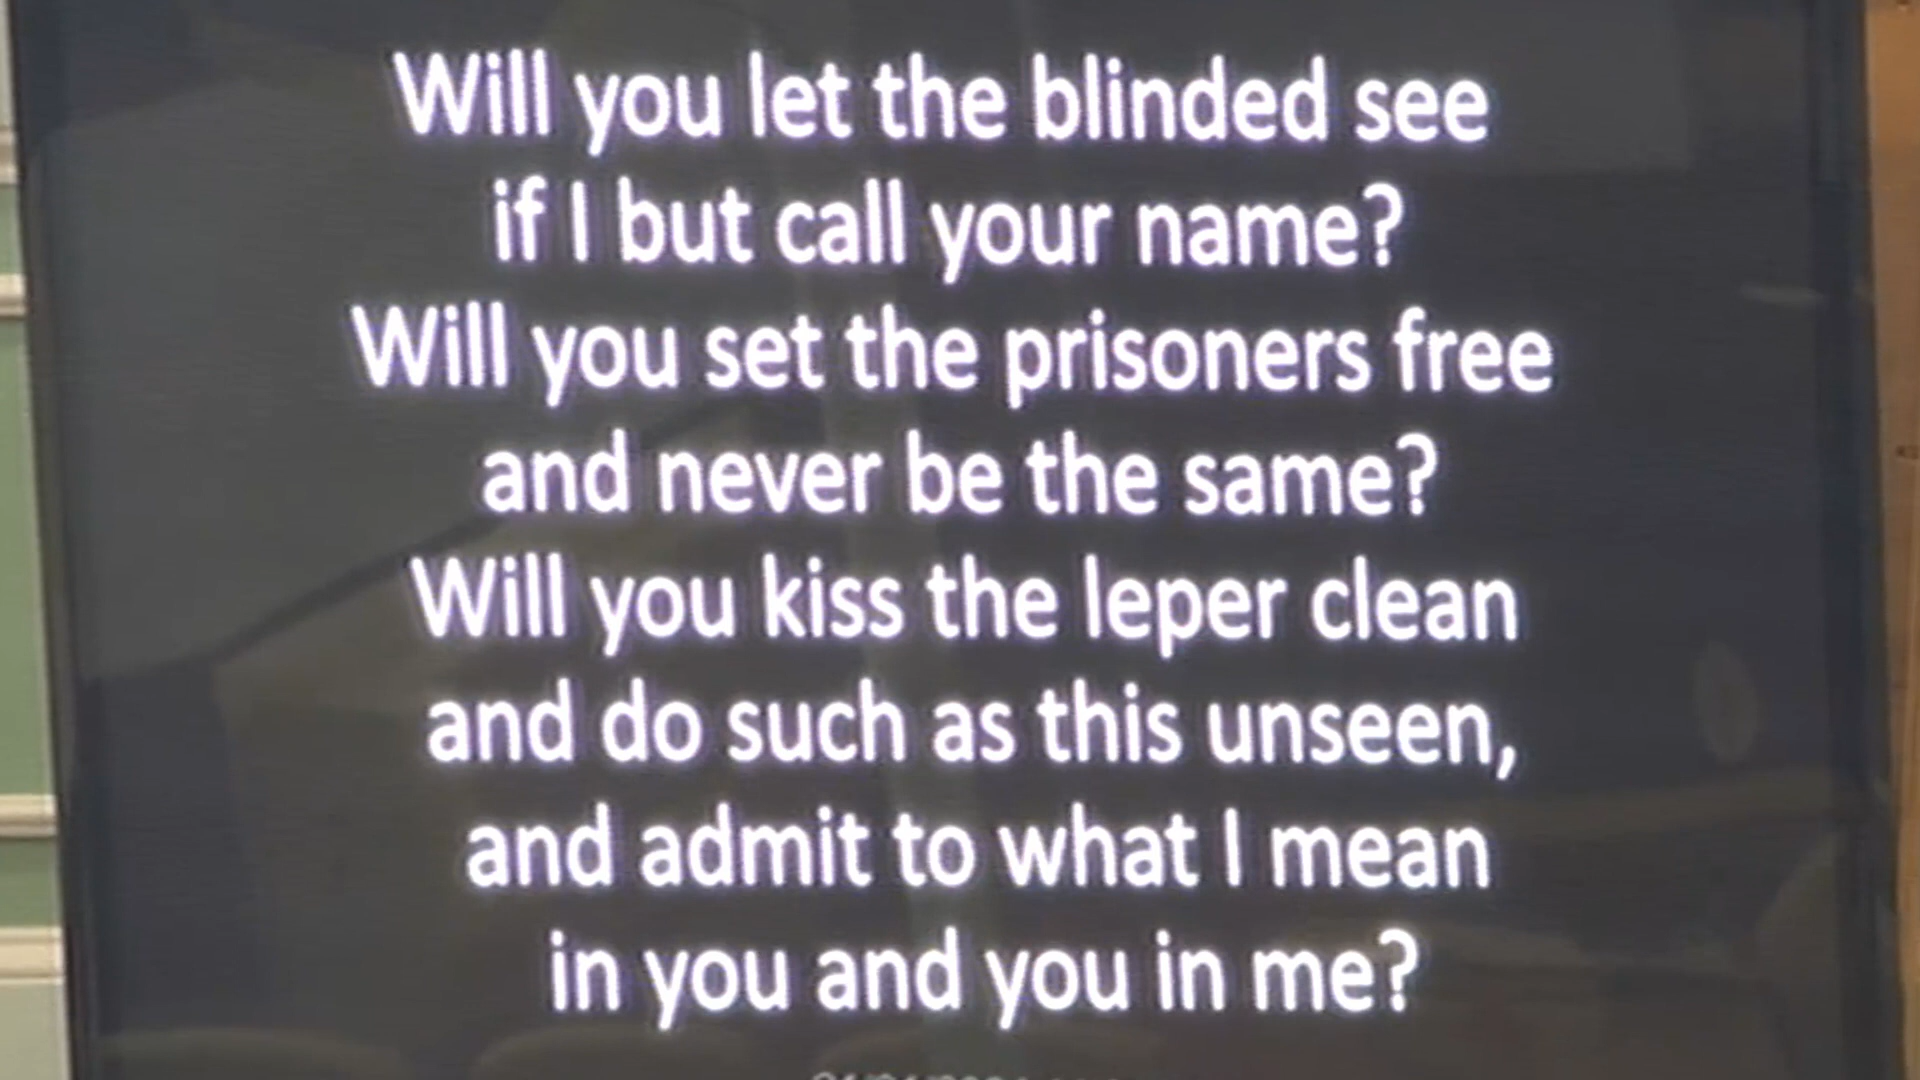 Will you let the blinded see
if I but call your name?
Will you set the prisoners free
and never be the same?
Will you kiss the leper clean
and do such as this unseen,
and admit to what I mean
in you and you in me?